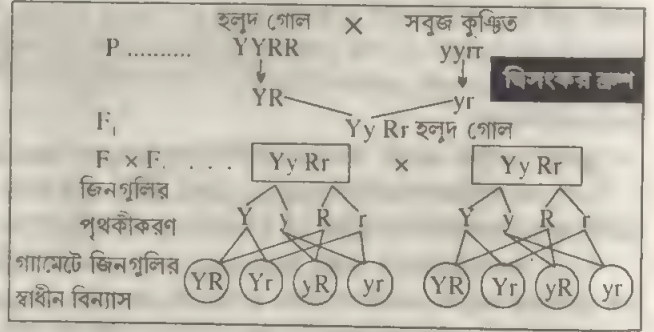 হলুদ গোল × সবুজ কুঞ্চিত
P .......... YYRR yyrr
দ্বিসংকর ক্রশ
YR yr
F₁ Yy Rr হলুদ গোল
F × F. . . . Yy Rr × Yy Rr
জিনগুলির
পৃথকীকরণ
Y y R r Y y R r
গ্যামেটে জিনগুলির
স্বাধীন বিন্যাস
YR Yr yR yr YR Yr yR yr